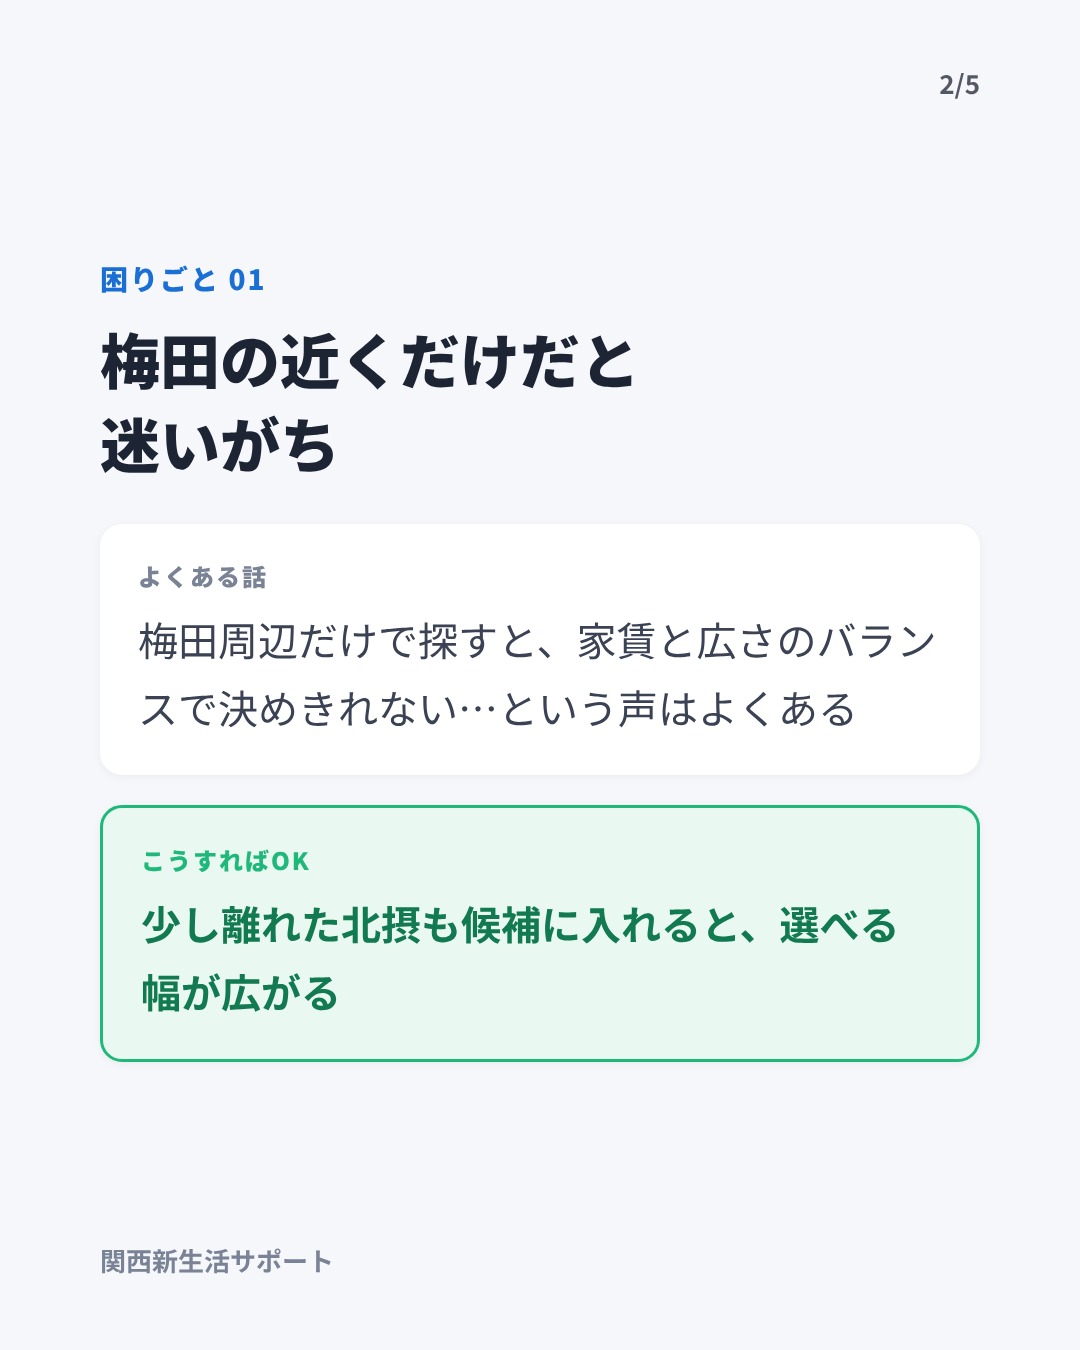 2/5
困りごと 01
梅田の近くだけだと
迷いがち
よくある話
梅田周辺だけで探すと、家賃と広さのバラン
スで決めきれない…という声はよくある
こうすればOK
少し離れた北摂も候補に入れると、選べる
幅が広がる
関西新生活サポート